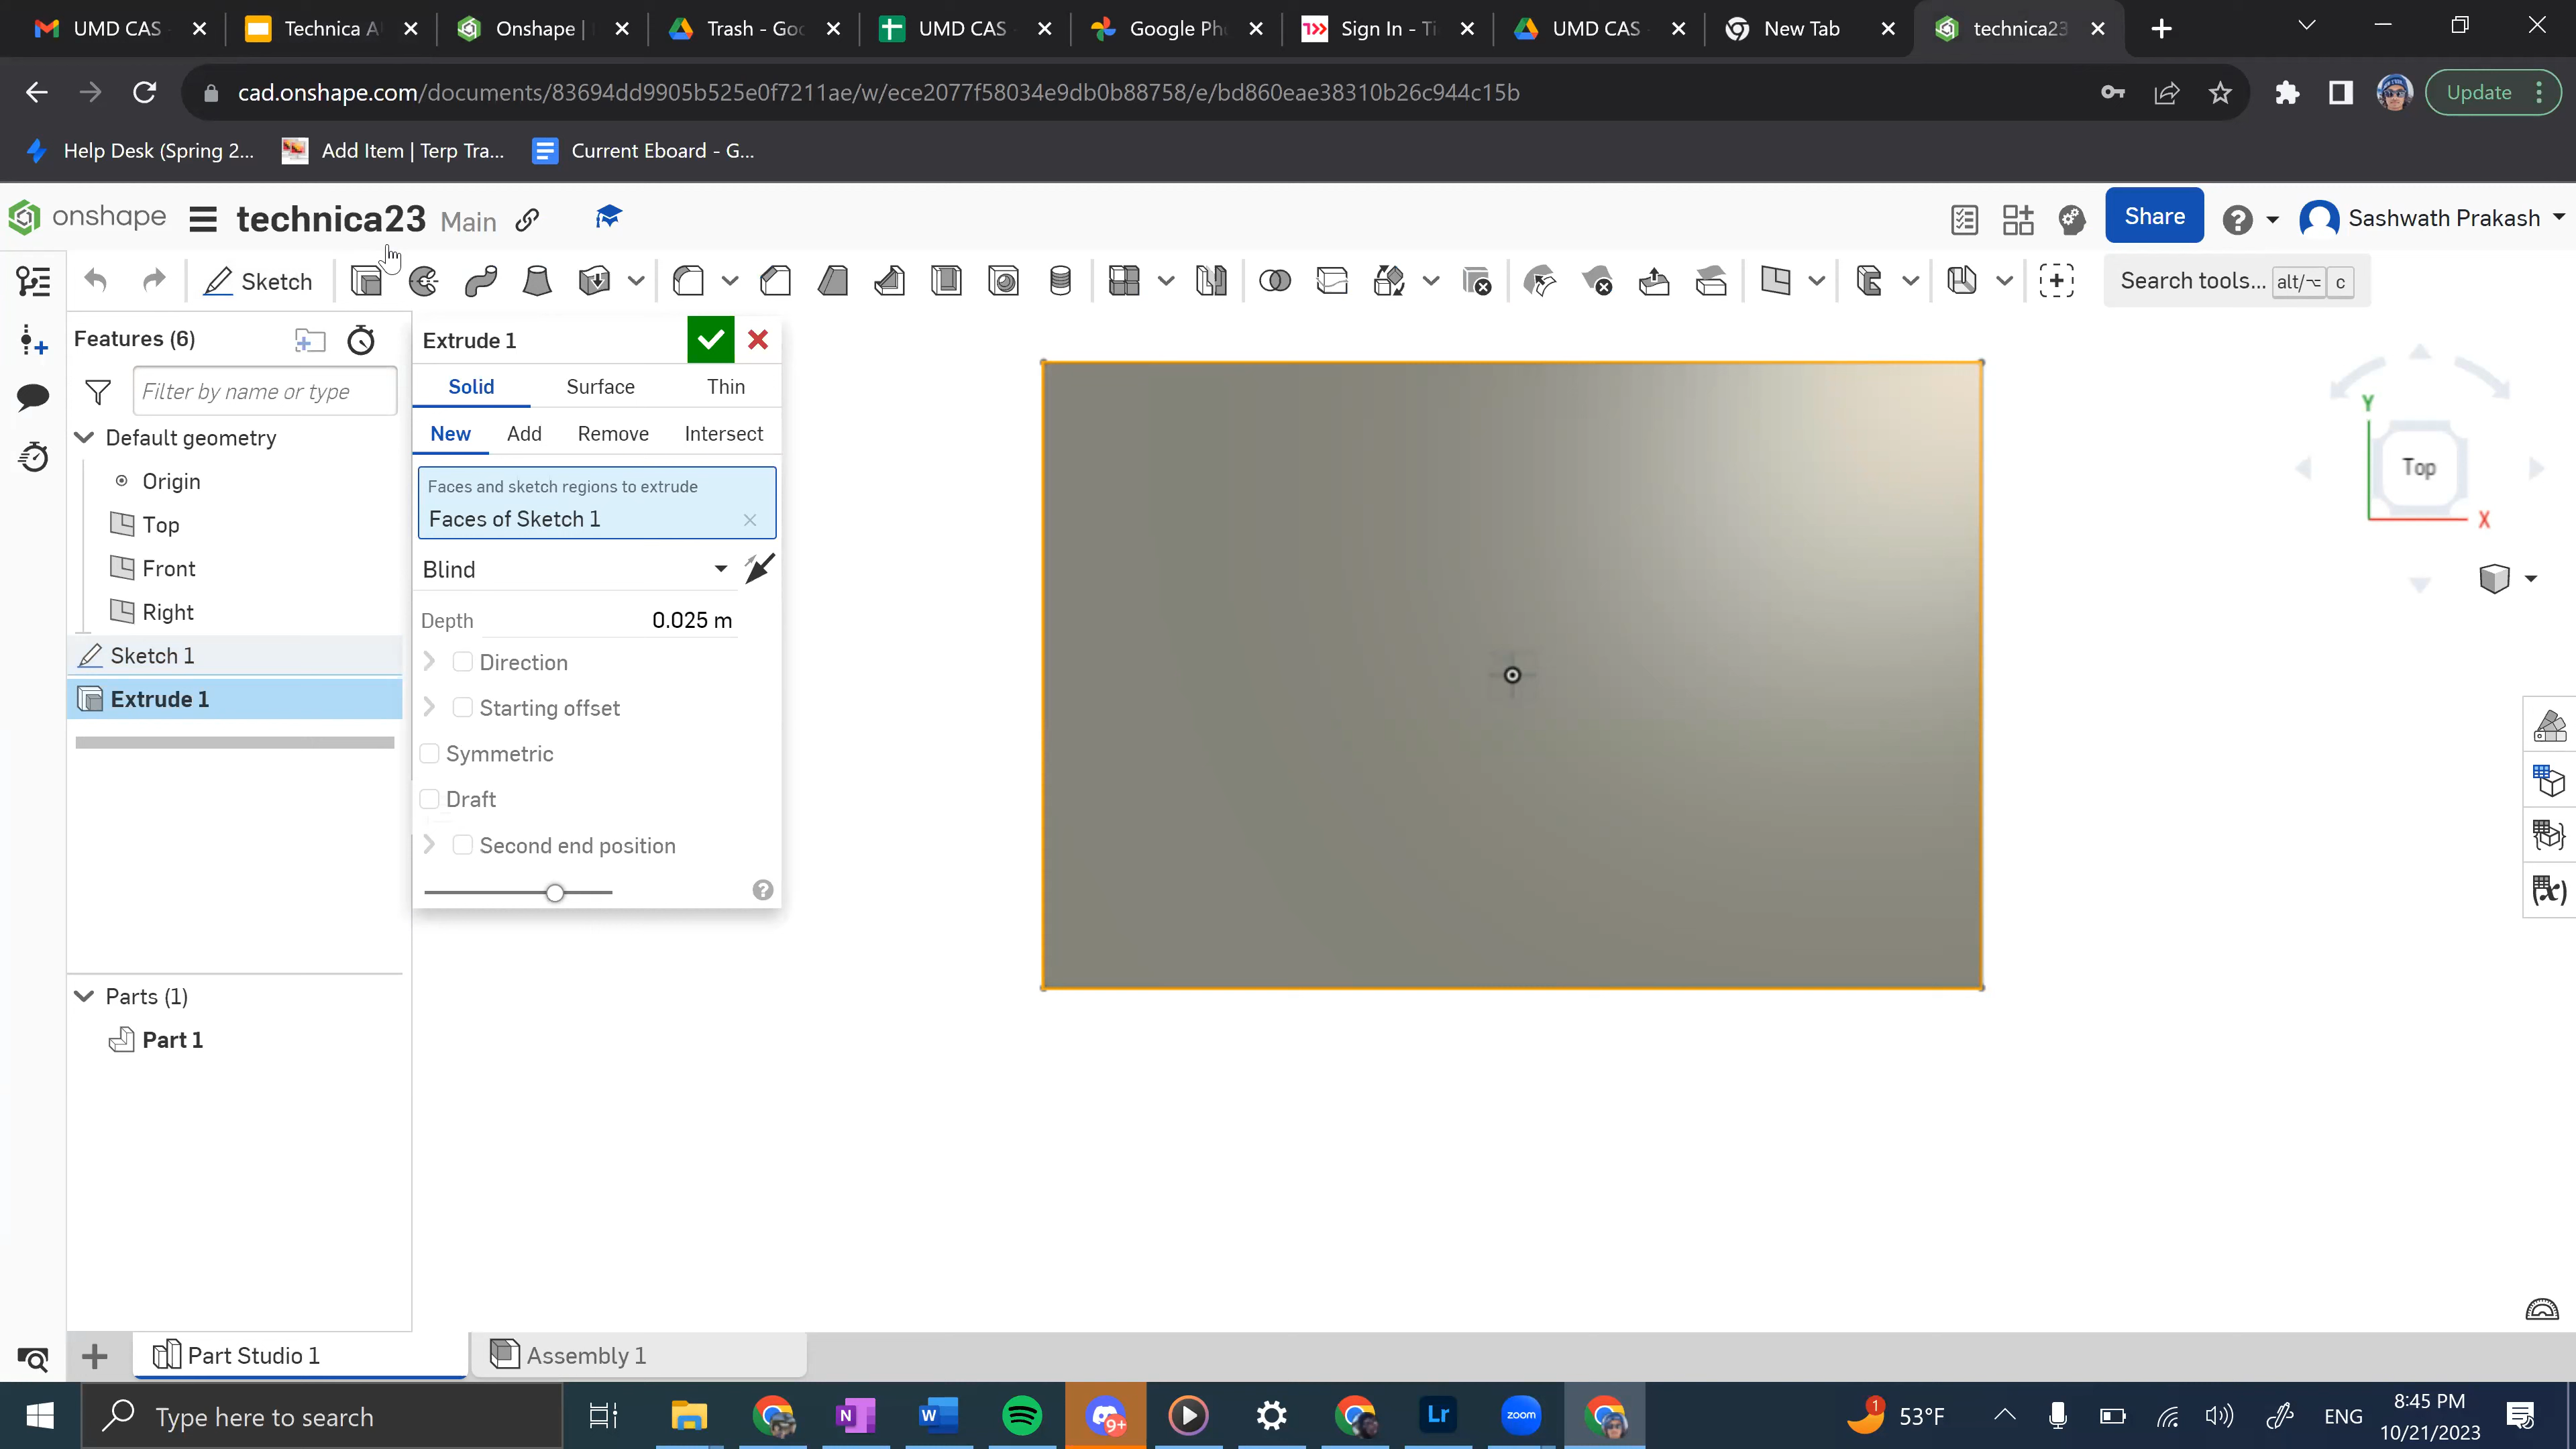 UMD CAS
Technica A
Onshape |
Trash - Goo
UMD CAS
Google Pho
Sign In - Ti
UMD CAS
New Tab
technica23
cad.onshape.com/documents/83694dd9905b525e0f7211ae/w/ece2077f58034e9db0b88758/e/bd860eae38310b26c944c15b
Update
Help Desk (Spring 2...
Add Item | Terp Tra...
Current Eboard - G...
onshape
technica23 Main
Share
Sashwath Prakash
Sketch
Search tools... alt/⌥ c
Features (6)
Filter by name or type
Default geometry
Origin
Top
Front
Right
Sketch 1
Extrude 1
Extrude 1
Solid Surface Thin
New Add Remove Intersect
Faces and sketch regions to extrude
Faces of Sketch 1
Blind
Depth 0.025 m
Direction
Starting offset
Symmetric
Draft
Second end position
Y
Top
X
(x)
Parts (1)
Part 1
Part Studio 1
Assembly 1
Type here to search
N
W
9+
Lr
zoom
1
53°F
ENG
8:45 PM
10/21/2023